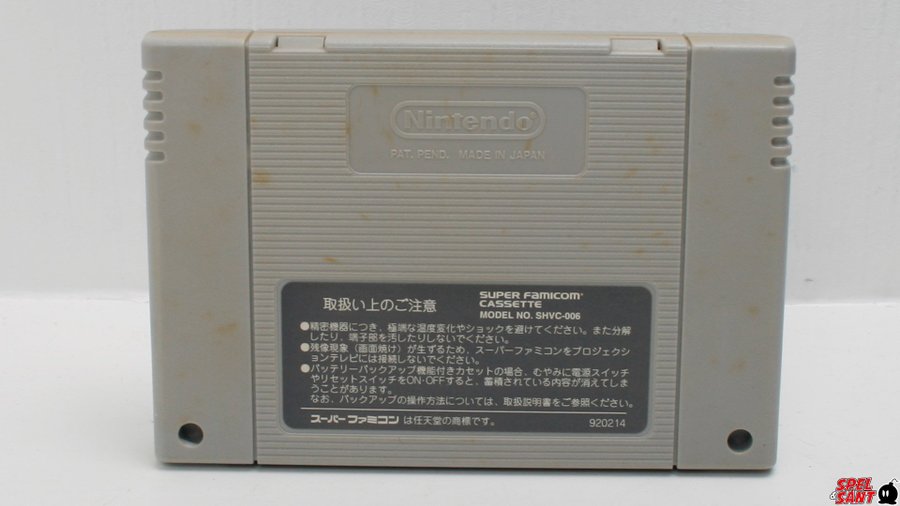 Nintendo
PAT. PEND. MADE IN JAPAN
取扱い上のご注意
SUPER FAMICOM
CASSETTE
MODEL NO. SHVC-006
●精密機器につき、極端な温度変化やショックを避けてください。また分解
したり、端子部を汚したりしないでください。
●残像現象（画面焼け）が生ずるため、スーパーファミコンをプロジェクシ
ョンテレビには接続しないでください。
●バッテリーバックアップ機能付きカセットの場合、むやみに電源スイッチ
やリセットスイッチをON・OFFすると、蓄積されている内容が消えてしま
うことがあります。
なお、バックアップの操作方法については、取扱説明書をご参照ください。
スーパーファミコンは任天堂の商標です。
920214
SPEL
SANT